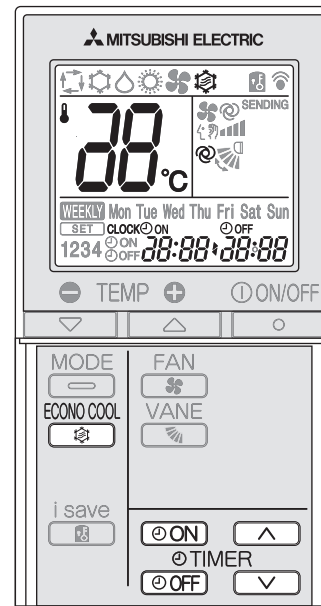 MITSUBISHI ELECTRIC
SENDING
88°C
WEEKLY Mon Tue Wed Thu Fri Sat Sun
SET CLOCK ON OFF
1234 ON OFF 88:88 88:88
TEMP ON/OFF
MODE FAN
ECONO COOL VANE
i save
ON
TIMER
OFF